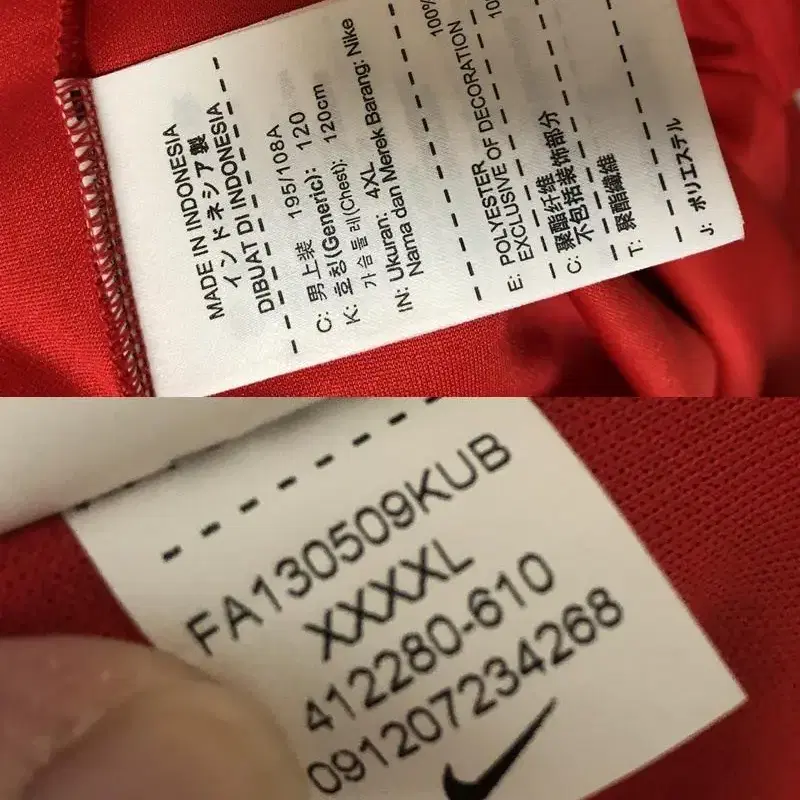 MADE IN INDONESIA
インドネシア製
DIBUAT DI INDONESIA
C: 男上装 195/108A
K: 호칭(Generic): 120
가슴둘레(Chest): 120cm
IN: Ukuran: 4XL
Nama dan Merek Barang: Nike
100%
E: POLYESTER
EXCLUSIVE OF DECORATION
C: 聚酯纤维
不包括装饰部分
T: 聚酯纖維
J: ポリエステル
FA130509KUB
XXXXL
412280-610
091207234268